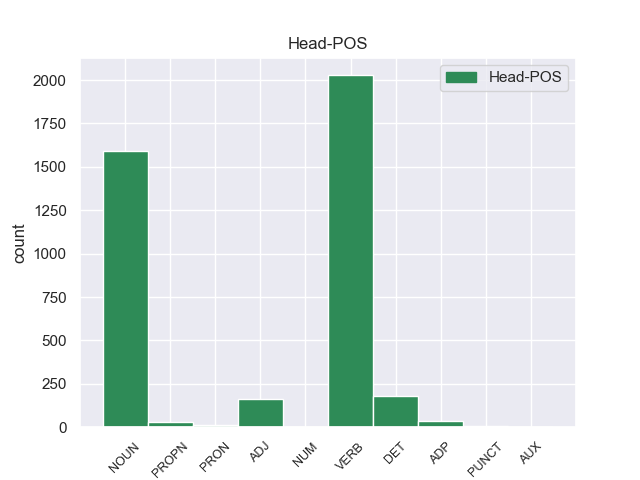 Head-POS
Head-POS
2000
1750
1500
1250
1000
750
500
250
0
count
NOUN PROPN PRON ADJ NUM VERB DET ADP PUNCT AUX